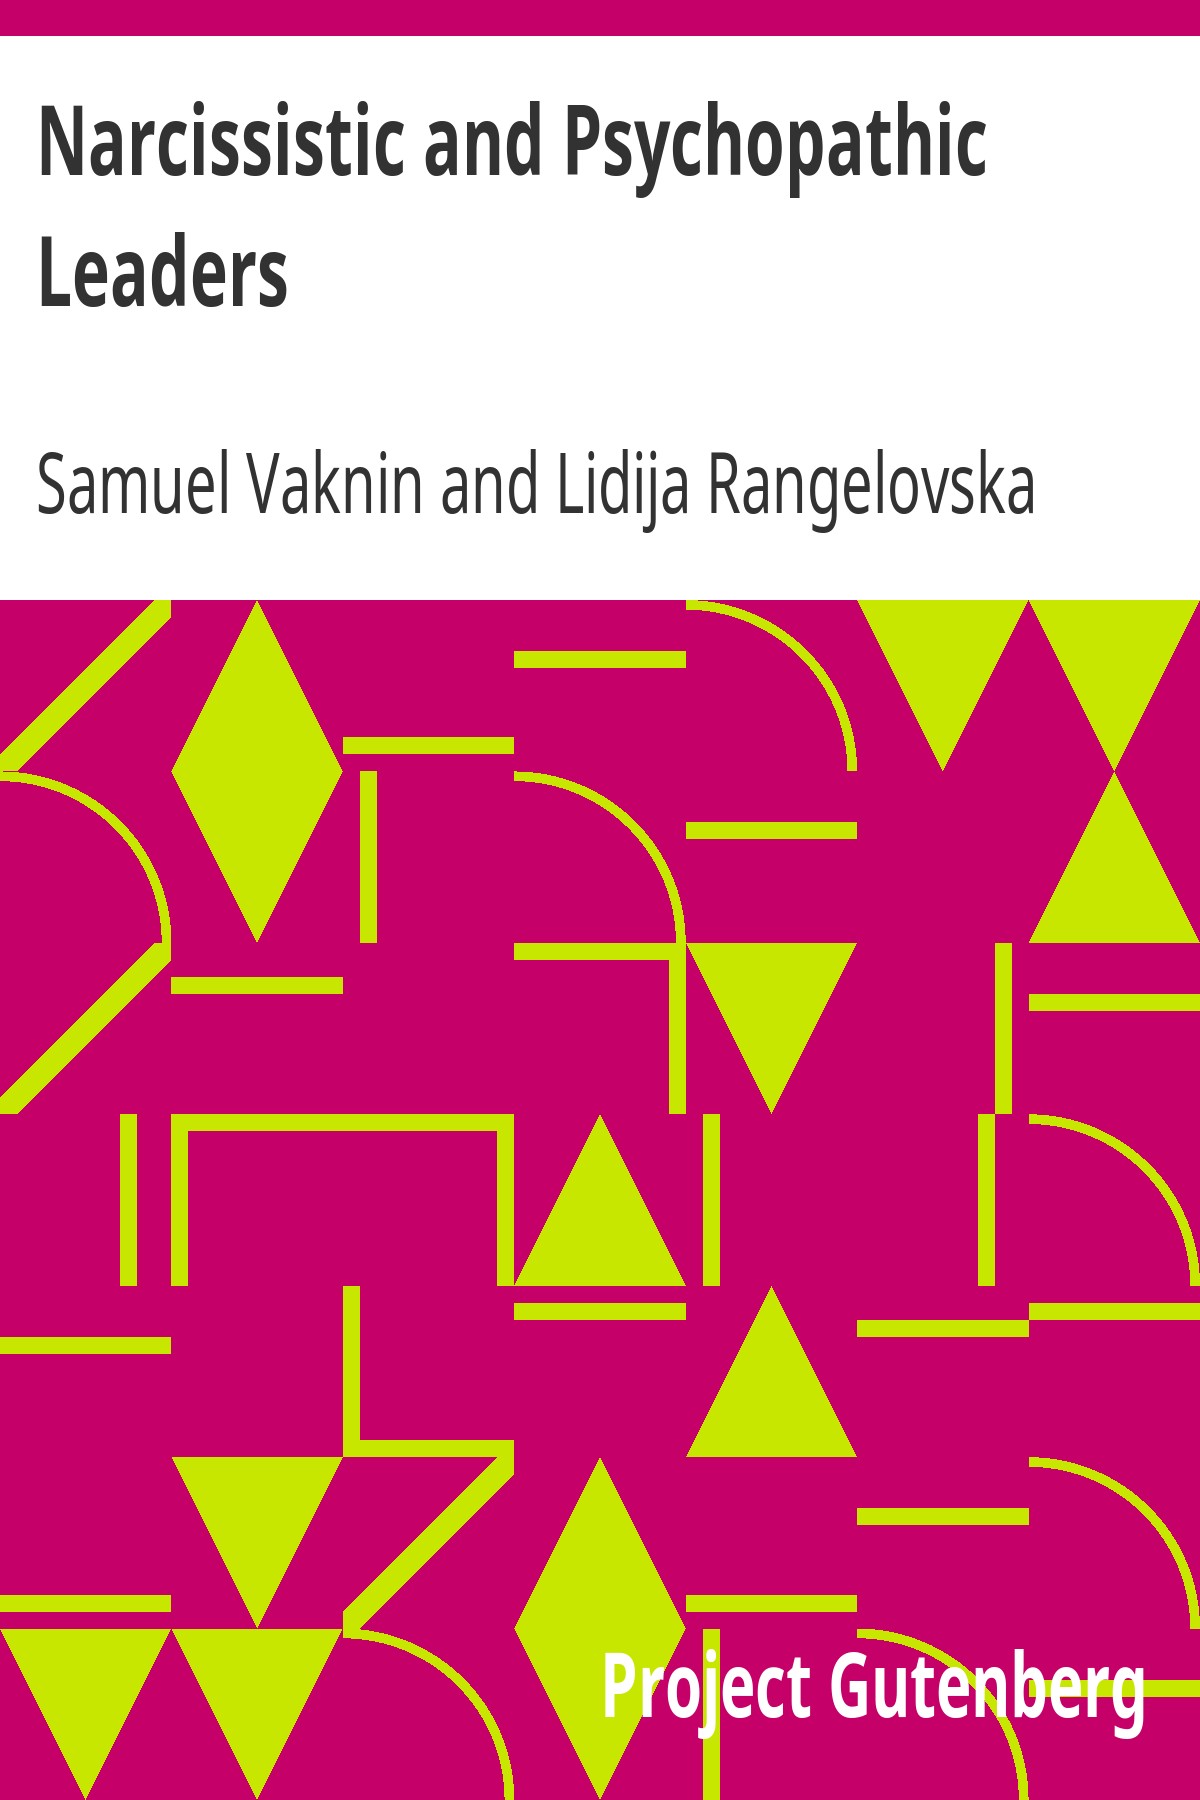 Narcissistic and Psychopathic
Leaders
Samuel Vaknin and Lidija Rangelovska
Project Gutenberg